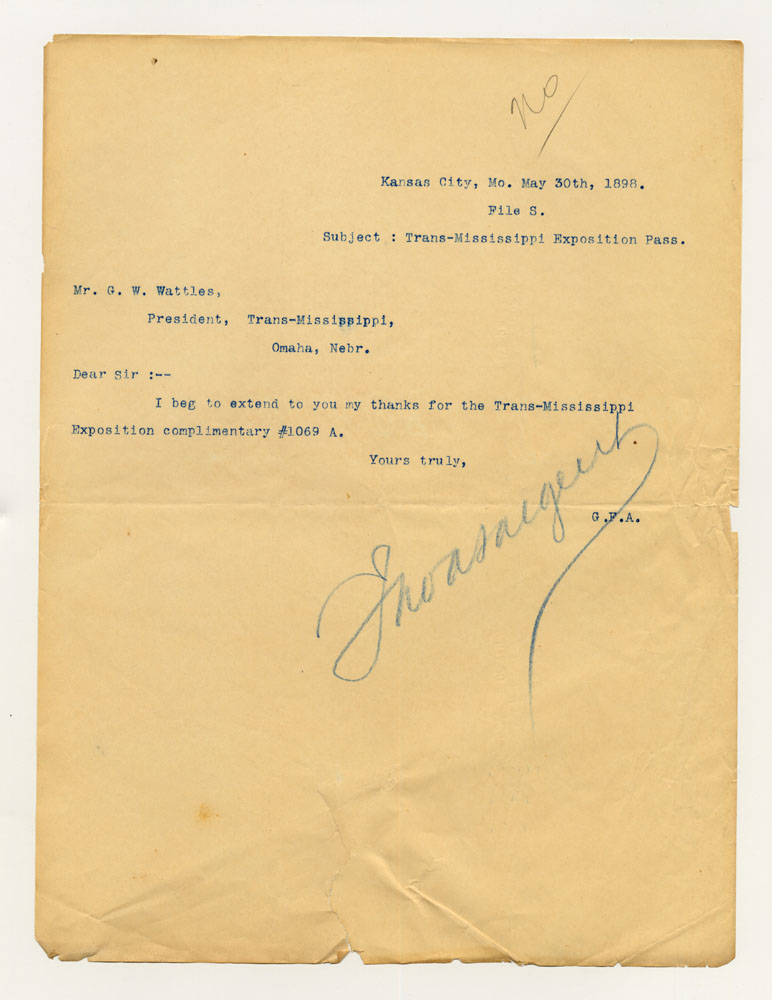 no
Kansas City, Mo. May 30th, 1898.
File S.
Subject : Trans-Mississippi Exposition Pass.
Mr. G. W. Wattles,
President, Trans-Mississippi,
Omaha, Nebr.
Dear Sir :--
I beg to extend to you my thanks for the Trans-Mississippi
Exposition complimentary #1069 A.
Yours truly,
G.F.A.